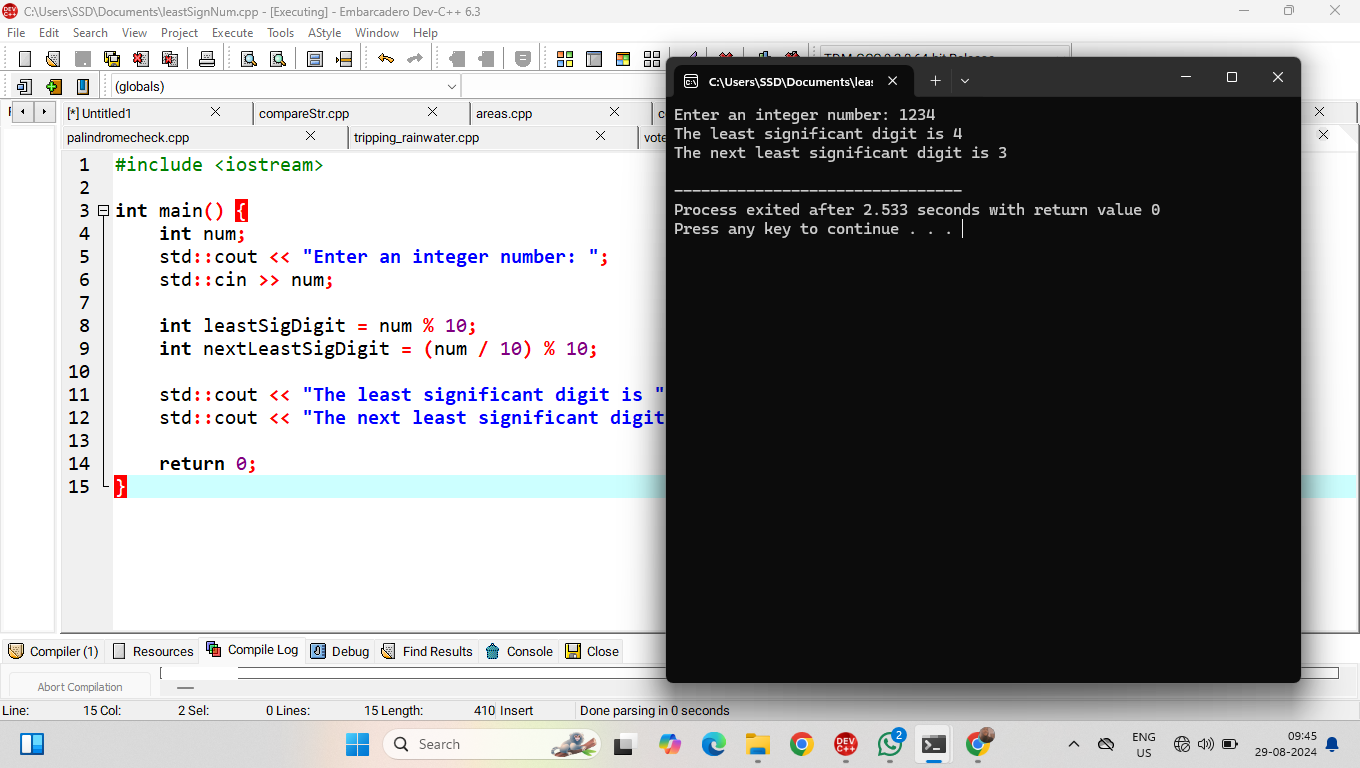 C:\Users\SSD\Documents\leastSignNum.cpp - [Executing] - Embarcadero Dev-C++ 6.3
File Edit Search View Project Execute Tools AStyle Window Help
(globals)
[*] Untitled1 compareStr.cpp areas.cpp
palindromecheck.cpp tripping_rainwater.cpp vote
1 #include <iostream>
2
3 int main() {
4 int num;
5 std::cout << "Enter an integer number: ";
6 std::cin >> num;
7
8 int leastSigDigit = num % 10;
9 int nextLeastSigDigit = (num / 10) % 10;
10
11 std::cout << "The least significant digit is "
12 std::cout << "The next least significant digit
13
14 return 0;
15 }
C:\Users\SSD\Documents\leas
Enter an integer number: 1234
The least significant digit is 4
The next least significant digit is 3
--------------------------------
Process exited after 2.533 seconds with return value 0
Press any key to continue . . .
Compiler (1) Resources Compile Log Debug Find Results Console Close
Abort Compilation
Line: 15 Col: 2 Sel: 0 Lines: 15 Length: 410 Insert Done parsing in 0 seconds
Search
DEV C++
2
ENG
US
09:45
29-08-2024